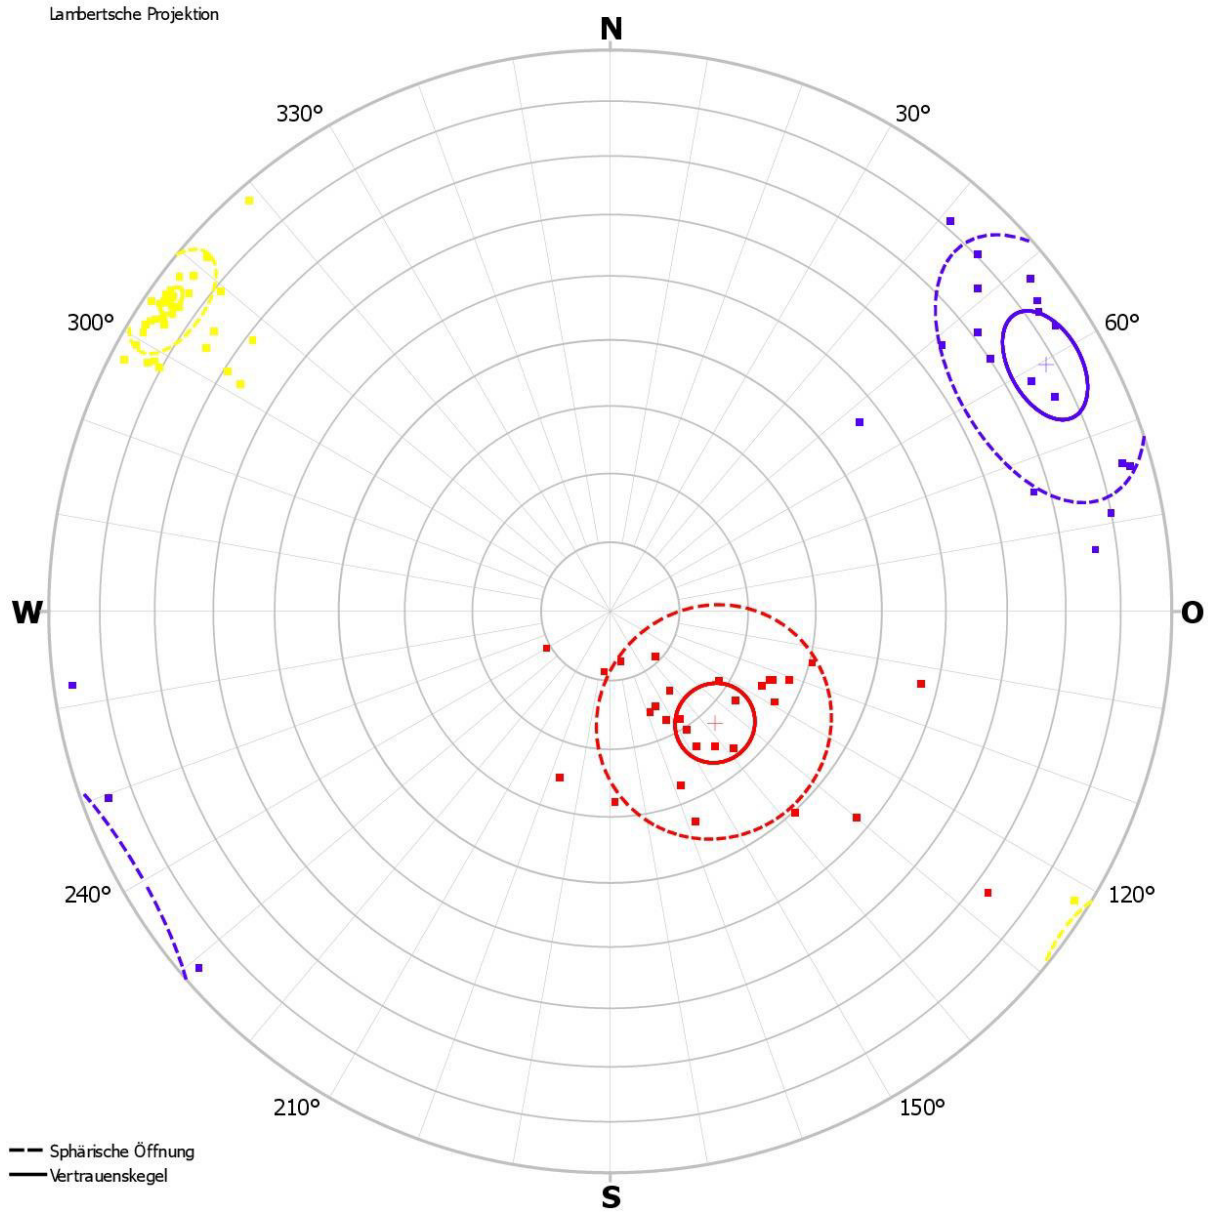 Lambertsche Projektion
N
330°
30°
300°
60°
W
O
240°
120°
210°
150°
Sphärische Öffnung
Vertrauenskegel
S